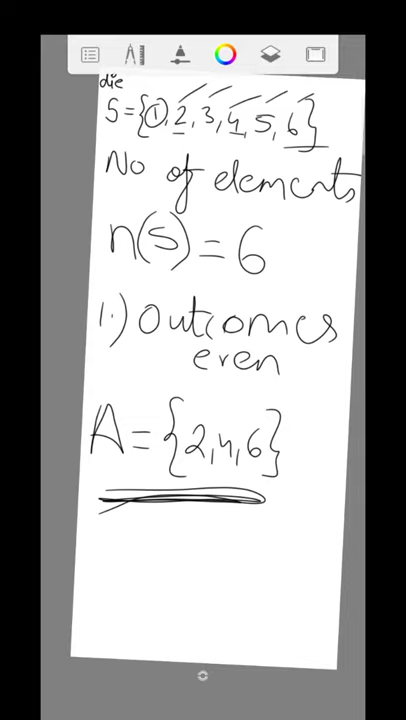 die
S={1,2,3,4,5,6}
No of elements
n(S)=6
1.) Outcomes
even
A={2,4,6}